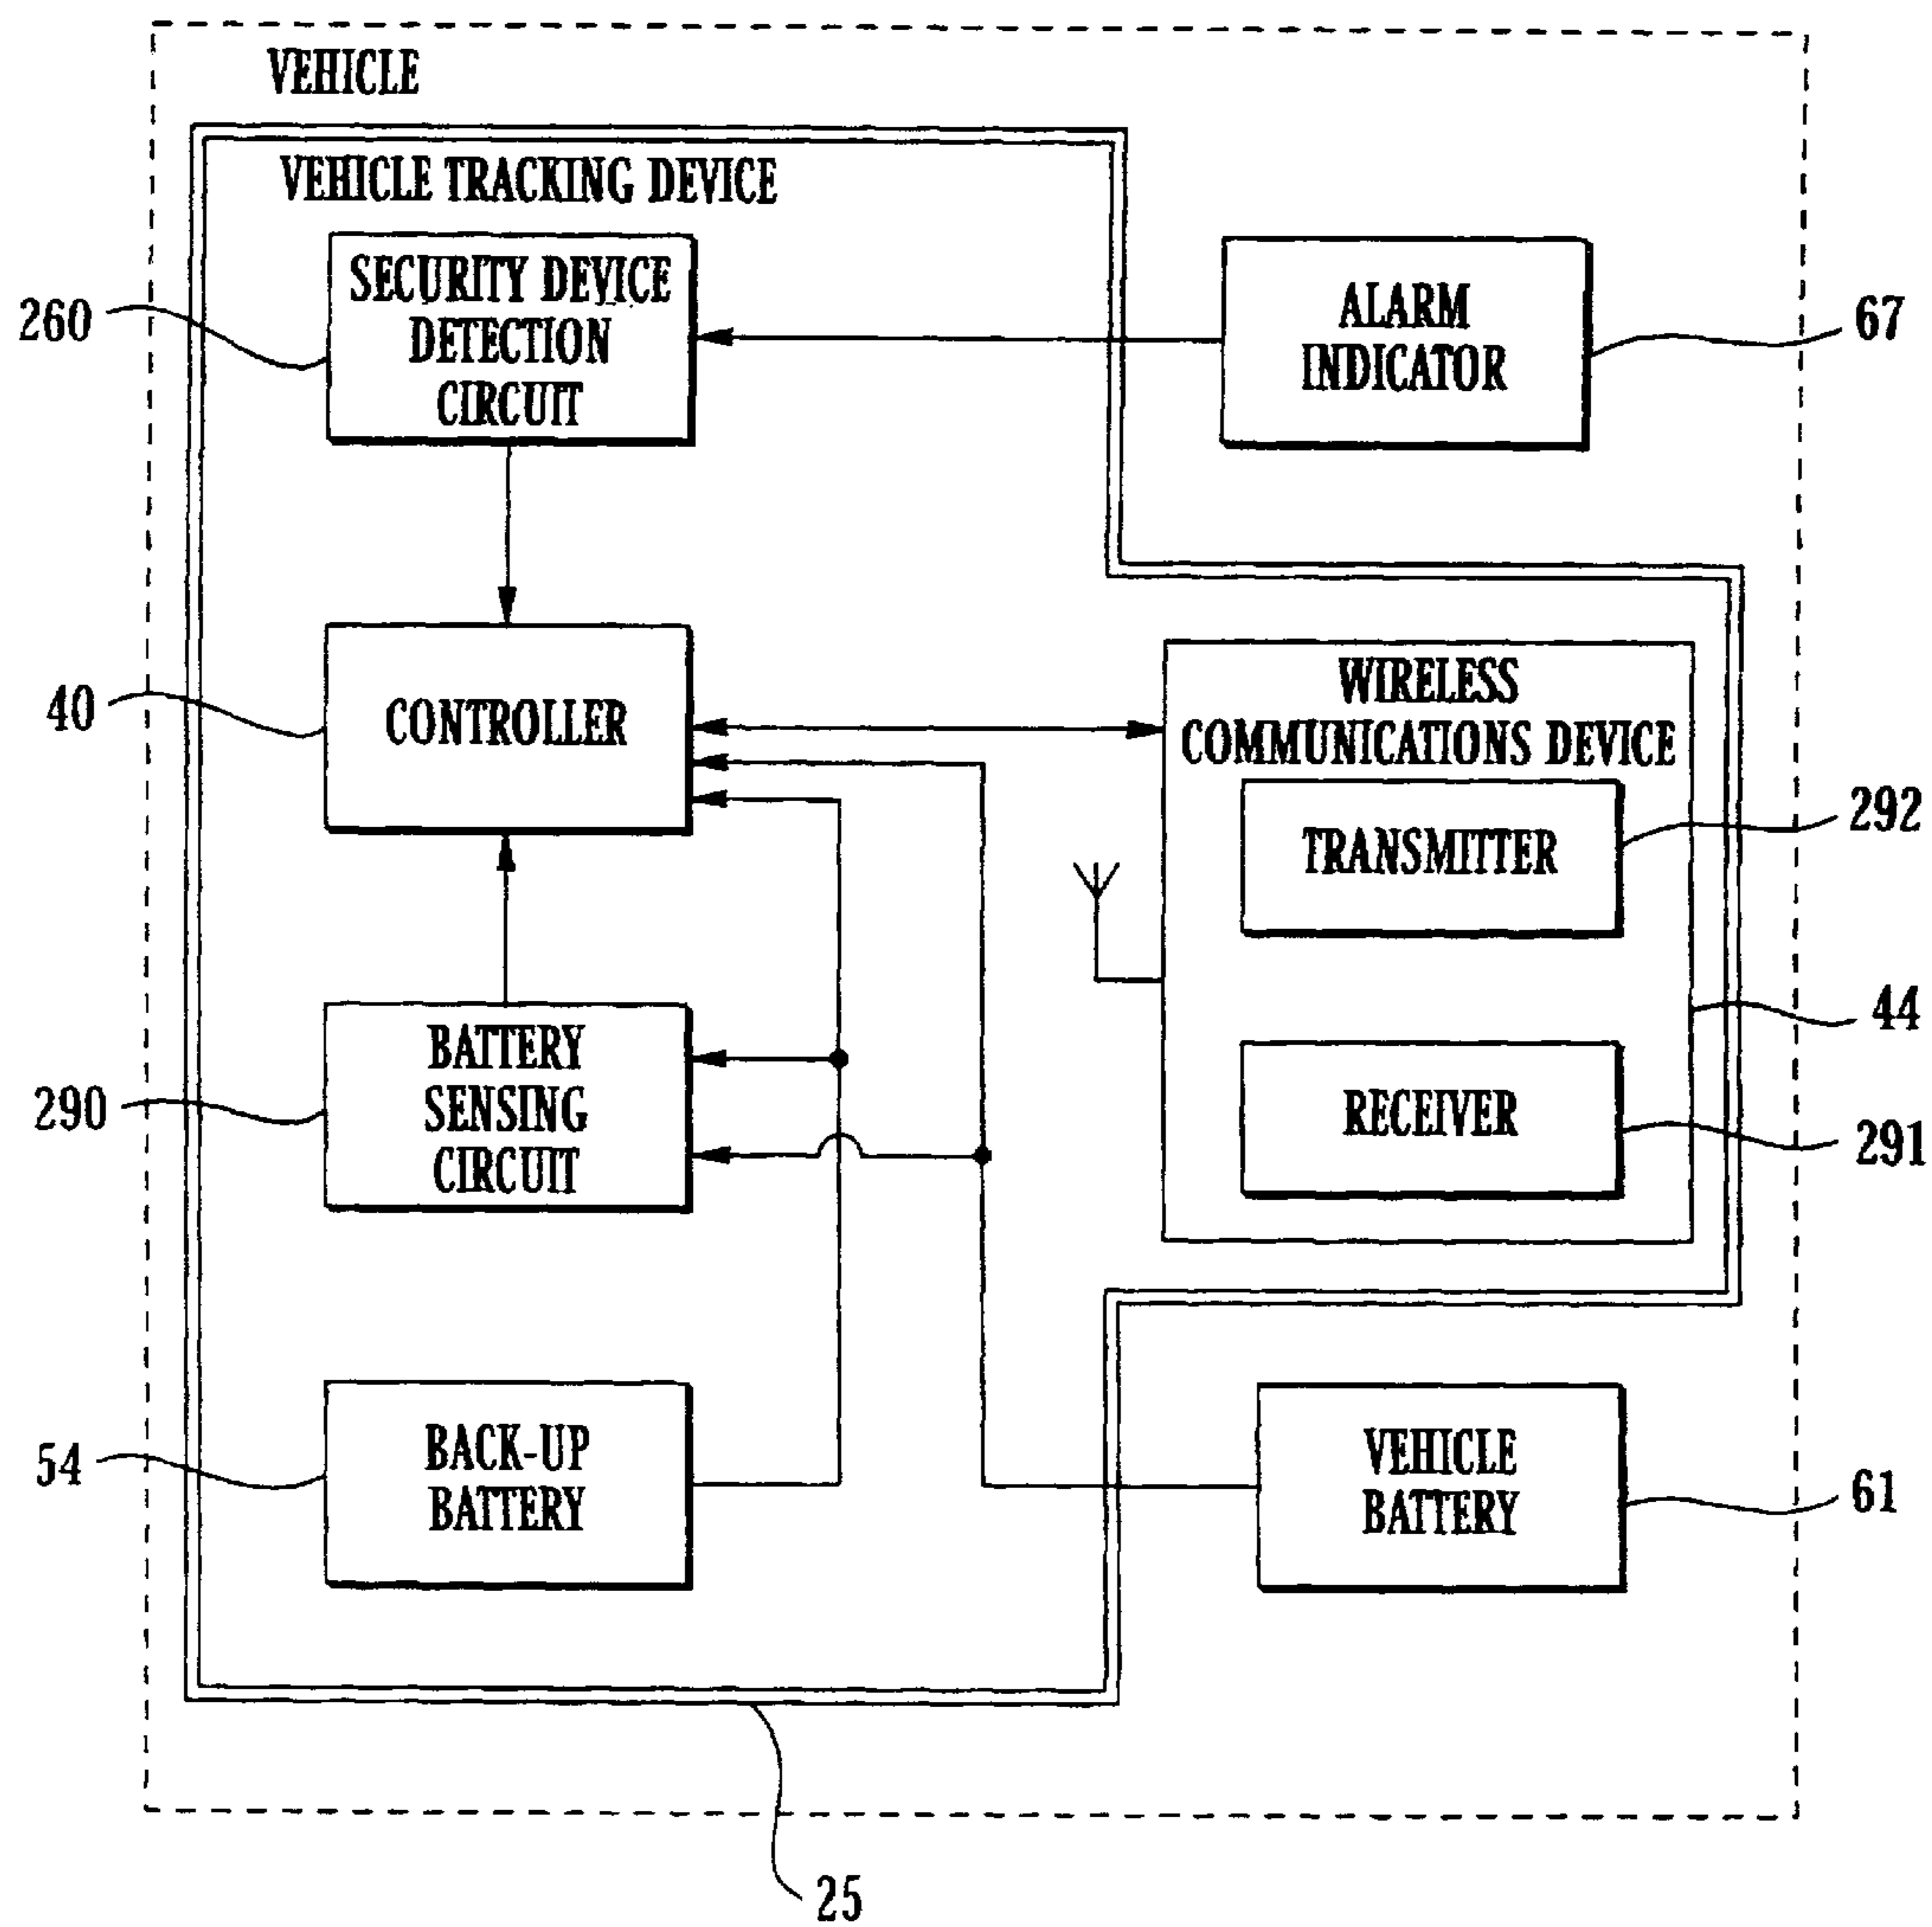 VEHICLE
VEHICLE TRACKING DEVICE
SECURITY DEVICE
DETECTION
CIRCUIT
260
ALARM
INDICATOR
67
40
CONTROLLER
WIRELESS
COMMUNICATIONS DEVICE
TRANSMITTER
292
44
BATTERY
SENSING
CIRCUIT
290
RECEIVER
291
54
BACK-UP
BATTERY
VEHICLE
BATTERY
61
25